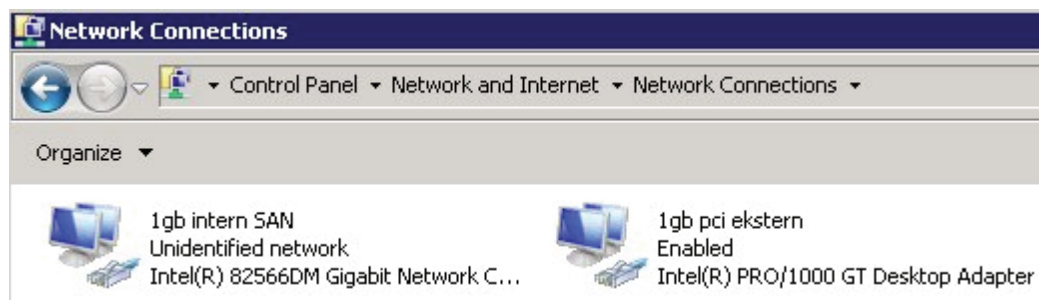 Network Connections
Control Panel Network and Internet Network Connections
Organize
1gb intern SAN
Unidentified network
Intel(R) 82566DM Gigabit Network C...
1gb pci ekstern
Enabled
Intel(R) PRO/1000 GT Desktop Adapter